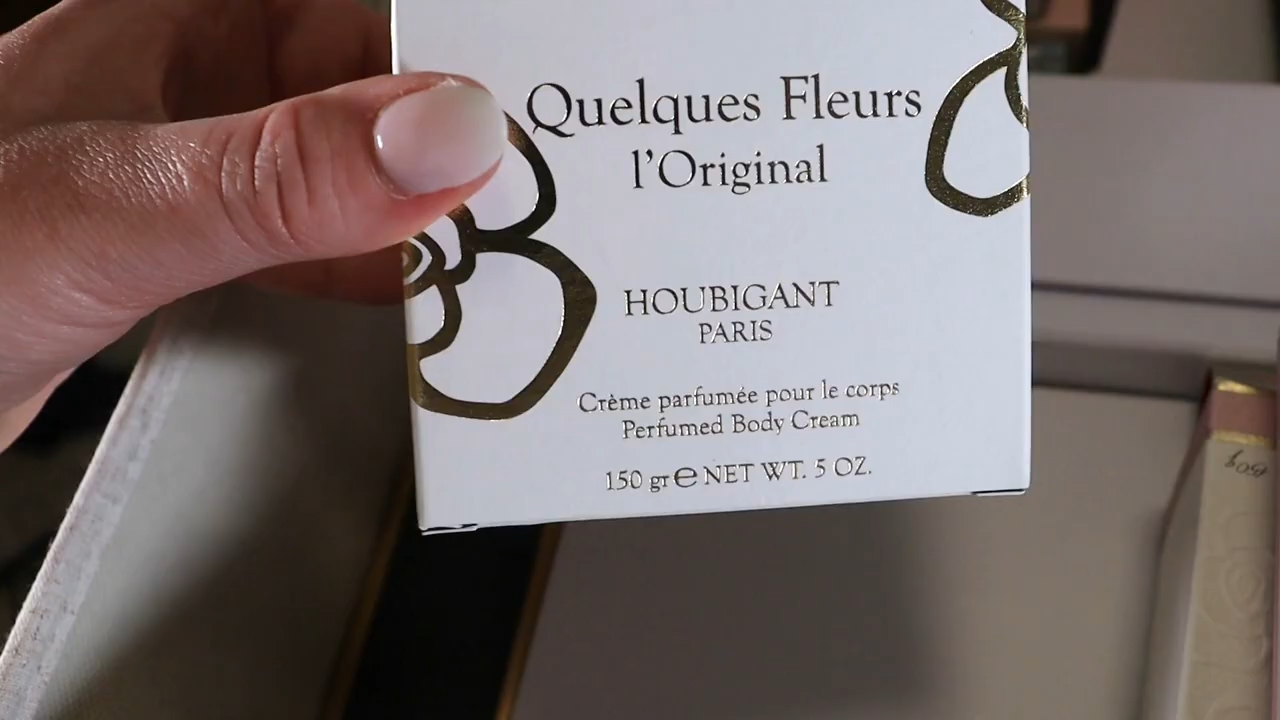 Quelques Fleurs
l'Original
HOUBIGANT
PARIS
Crème parfumée pour le corps
Perfumed Body Cream
150 gr ℮ NET WT. 5 OZ.